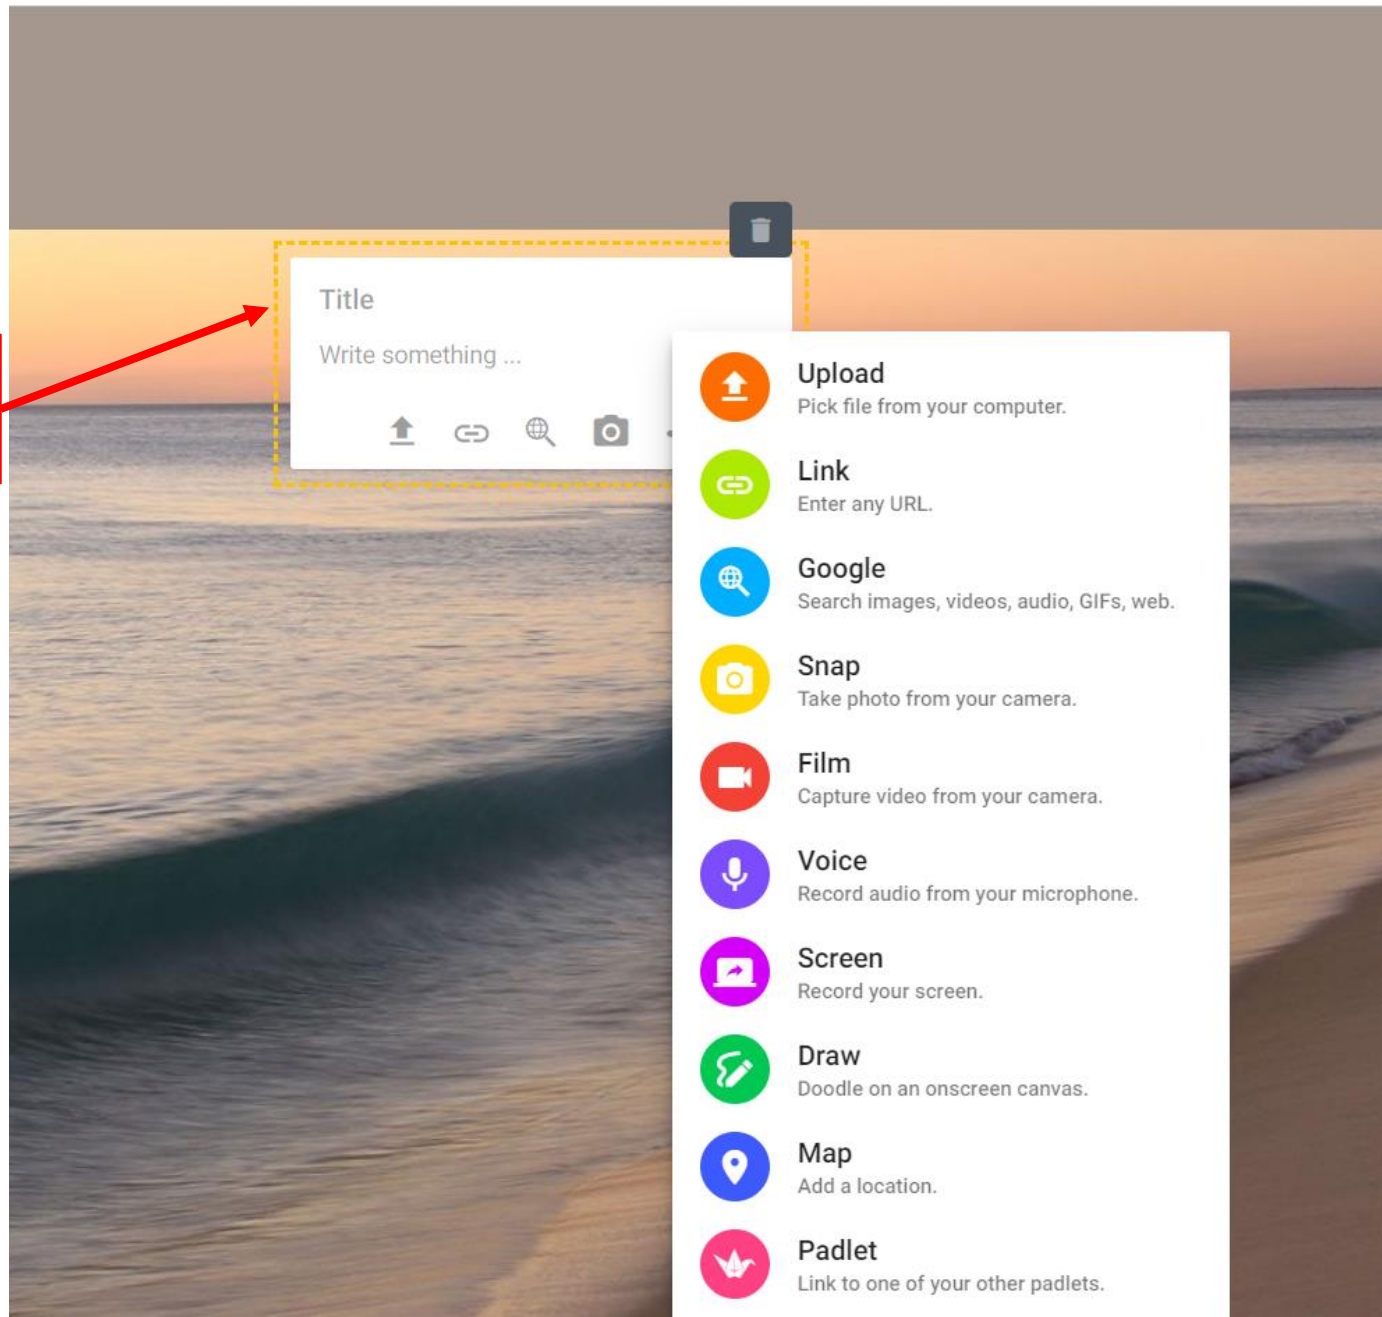 Title
Write something ...
Upload
Pick file from your computer.
Link
Enter any URL.
Google
Search images, videos, audio, GIFs, web.
Snap
Take photo from your camera.
Film
Capture video from your camera.
Voice
Record audio from your microphone.
Screen
Record your screen.
Draw
Doodle on an onscreen canvas.
Map
Add a location.
Padlet
Link to one of your other padlets.